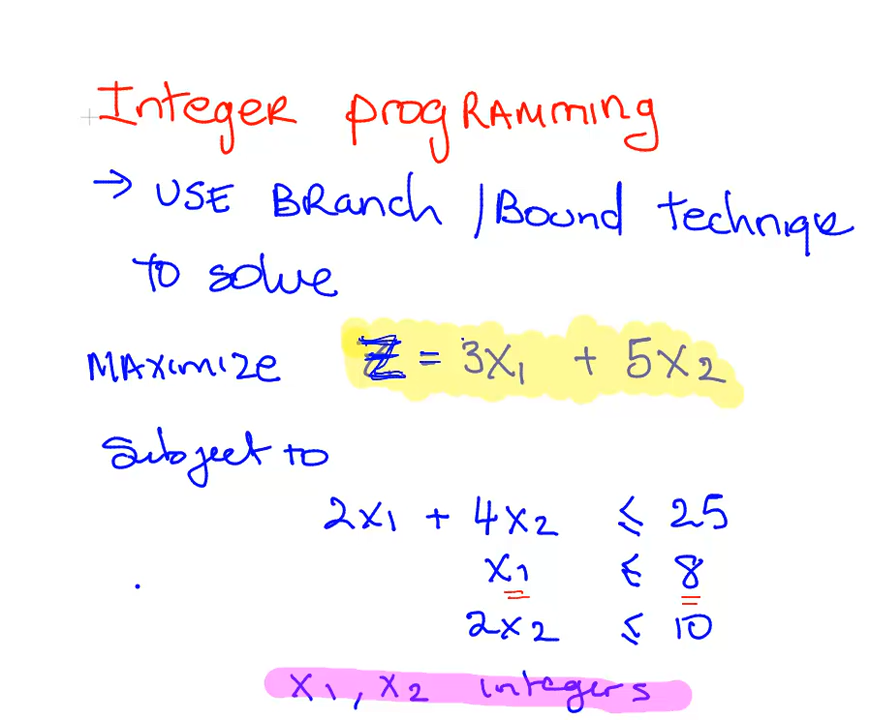 Integer programming
→ USE Branch / Bound technique
to solve
MAXIMIZE Z = 3x₁ + 5x₂
Subject to
2x₁ + 4x₂ ≤ 25
x₁ ≤ 8
2x₂ ≤ 10
x₁, x₂ integers